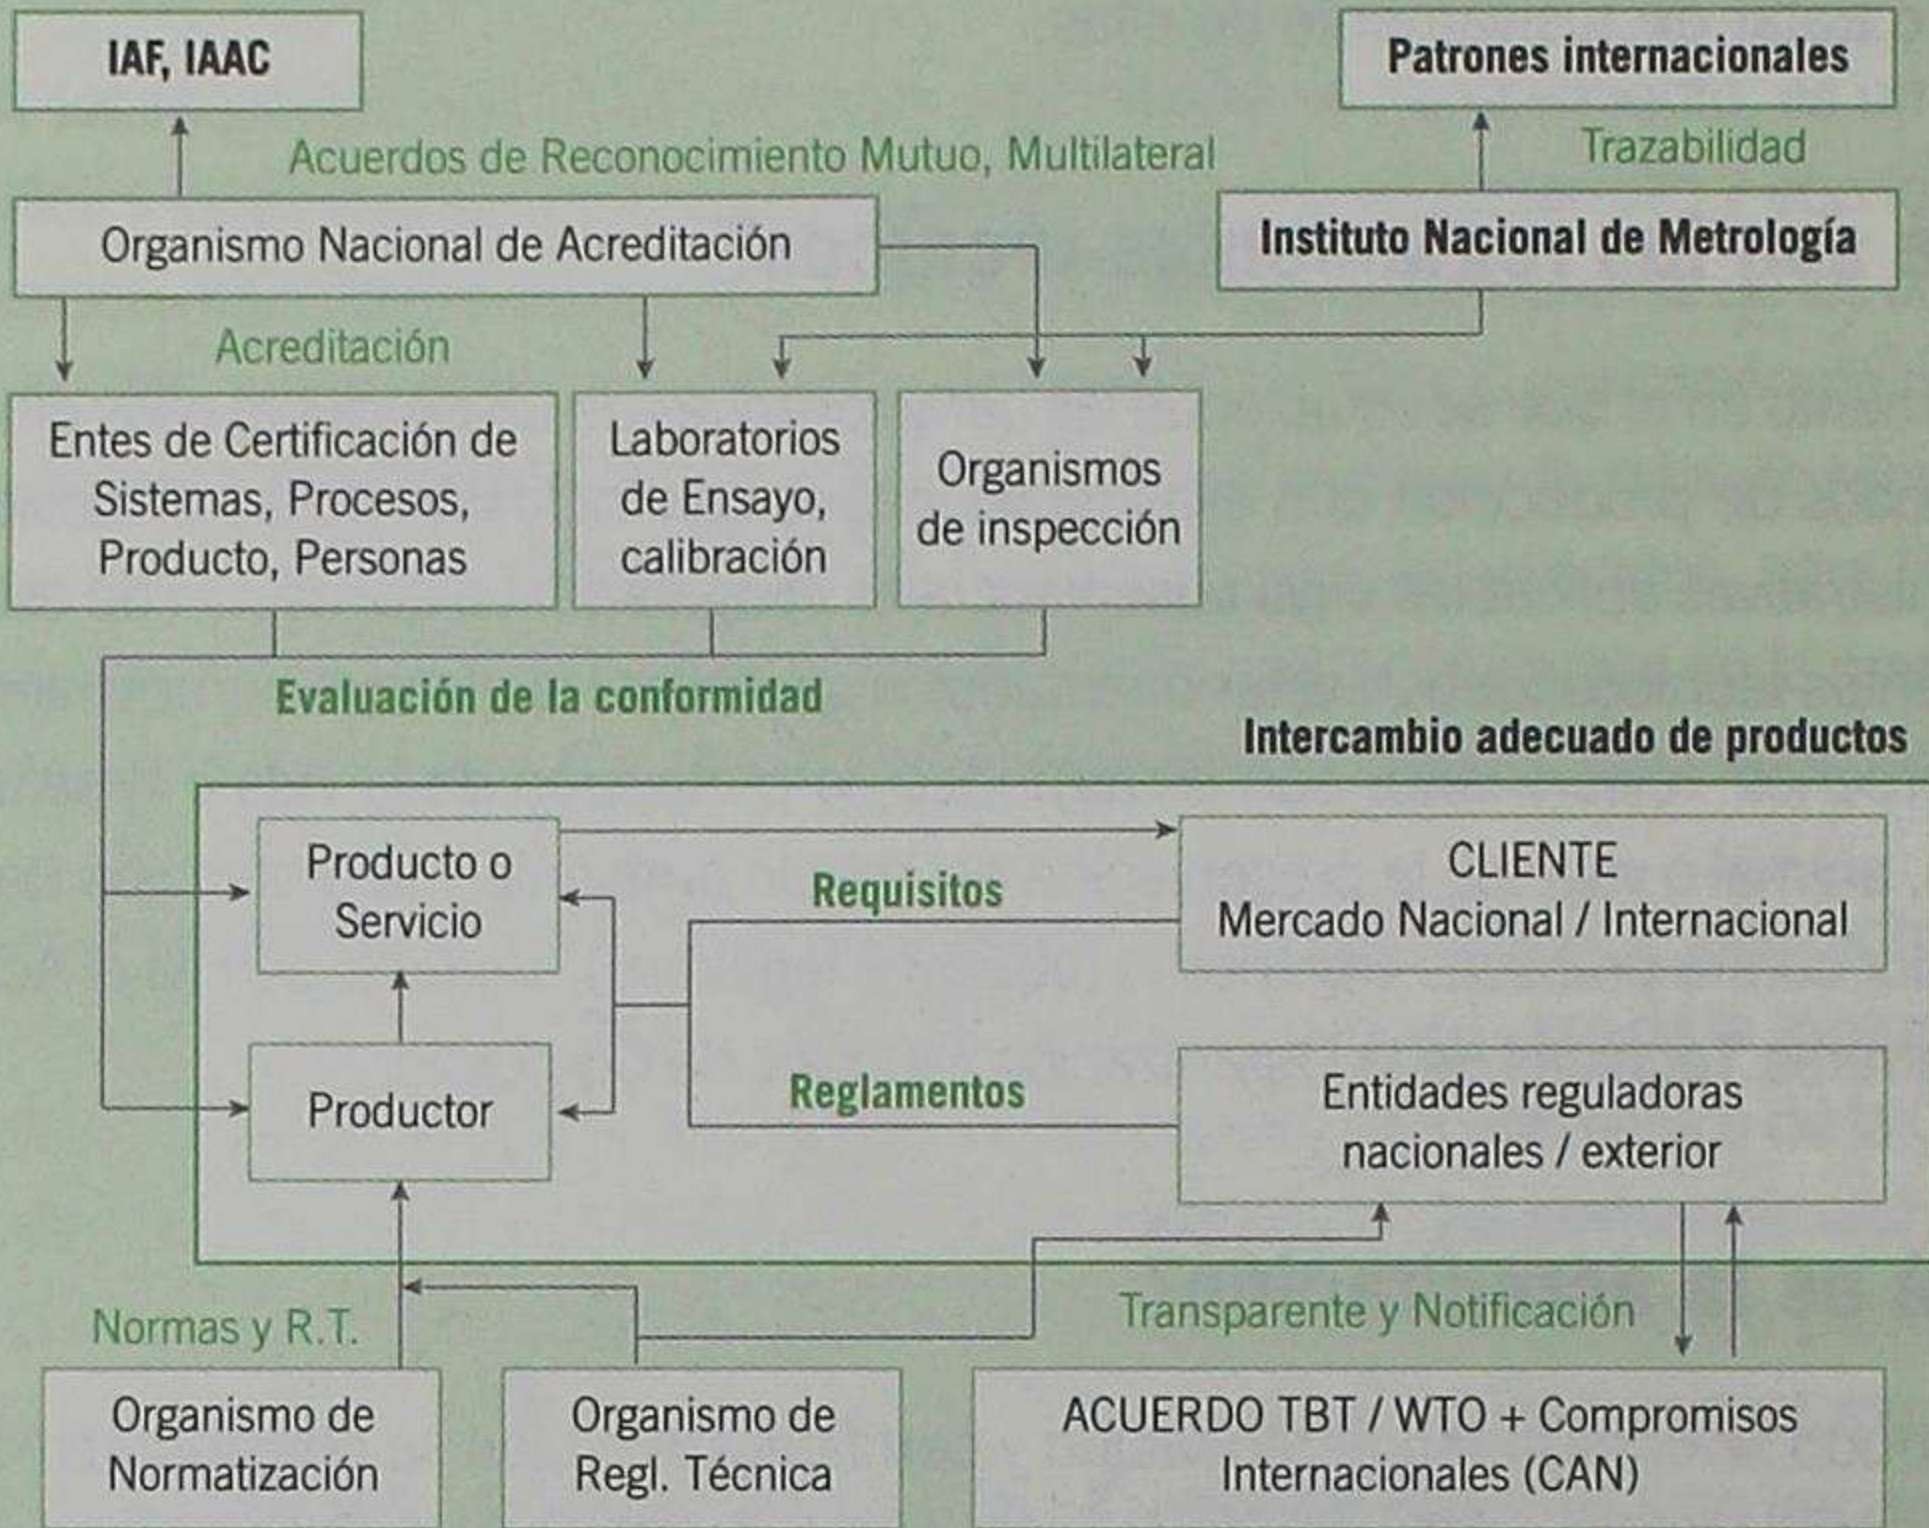 IAF, IAAC
Patrones internacionales
Acuerdos de Reconocimiento Mutuo, Multilateral
Trazabilidad
Organismo Nacional de Acreditación
Instituto Nacional de Metrología
Acreditación
Entes de Certificación de
Sistemas, Procesos,
Producto, Personas
Laboratorios
de Ensayo,
calibración
Organismos
de inspección
Evaluación de la conformidad
Intercambio adecuado de productos
Producto o
Servicio
Requisitos
CLIENTE
Mercado Nacional / Internacional
Productor
Reglamentos
Entidades reguladoras
nacionales / exterior
Normas y R.T.
Transparente y Notificación
Organismo de
Normatización
Organismo de
Regl. Técnica
ACUERDO TBT / WTO + Compromisos
Internacionales (CAN)